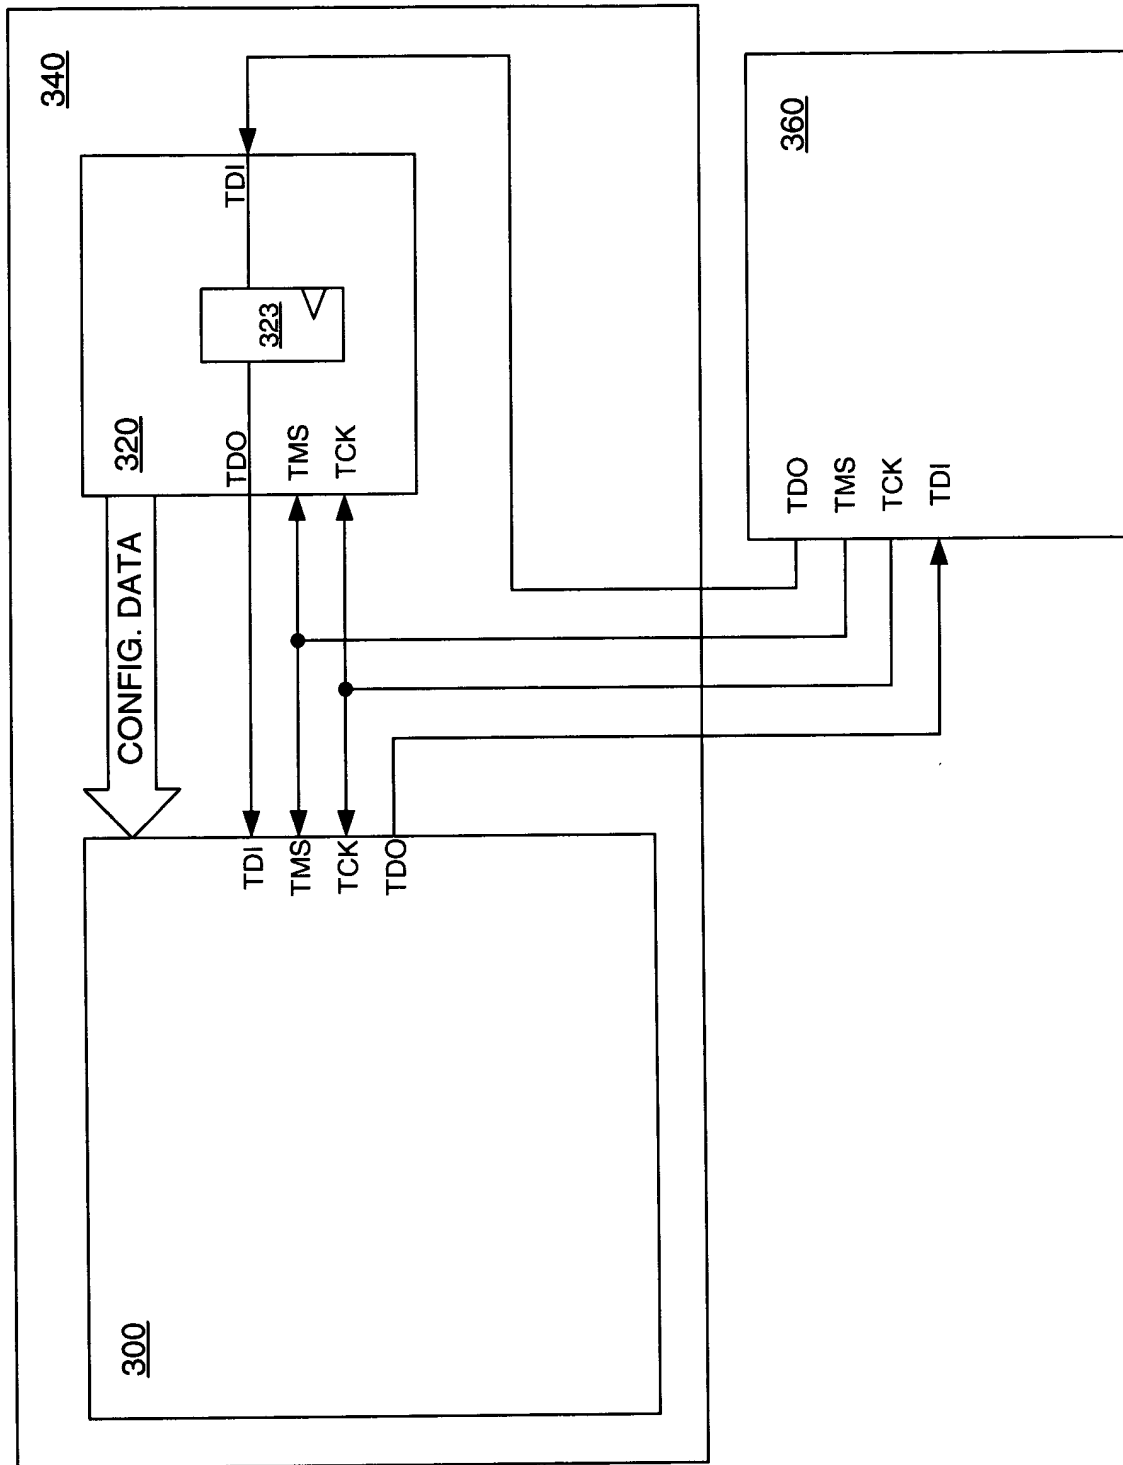 340
320
TDI
323
TDO
TMS
TCK
CONFIG. DATA
300
TDI
TMS
TCK
TDO
360
TDO
TMS
TCK
TDI